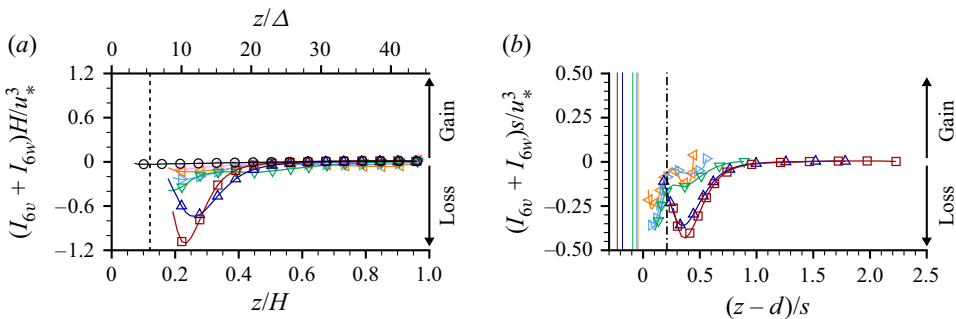 (a)
z/Δ
0 10 20 30 40
1.2
0.6
0
−0.6
−1.2
(I6v + I6w)H/u*³
Gain
Loss
0 0.2 0.4 0.6 0.8 1.0
z/H
(b)
0.50
0.25
0
−0.25
−0.50
(I6v + I6w)s/u*³
Gain
Loss
0 0.5 1.0 1.5 2.0 2.5
(z – d)/s